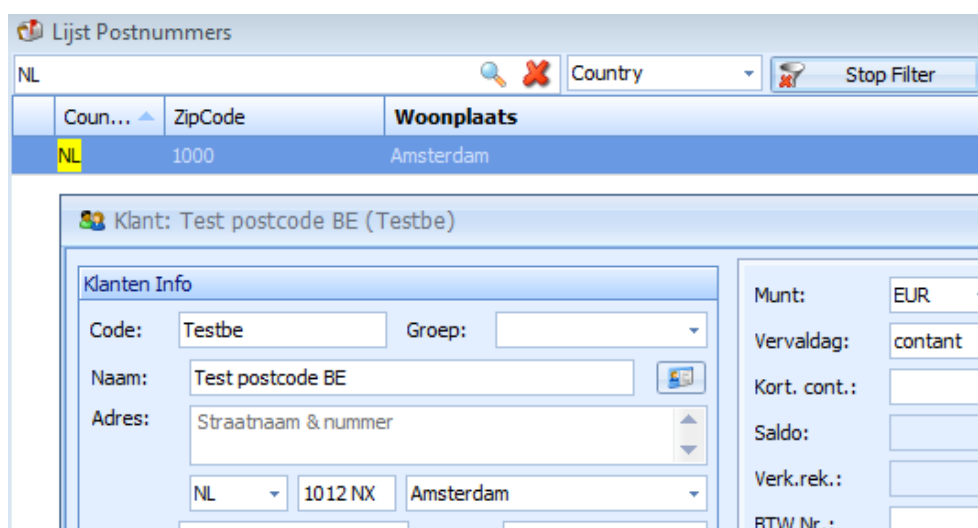 Lijst Postnummers
NL Country Stop Filter
Coun... ZipCode Woonplaats
NL 1000 Amsterdam
Klant: Test postcode BE (Testbe)
Klanten Info
Munt: EUR
Code: Testbe Groep:
Vervaldag: contant
Naam: Test postcode BE
Kort. cont.:
Adres: Straatnaam & nummer
Saldo:
Verk.rek.:
NL 1012 NX Amsterdam
BTW Nr.: